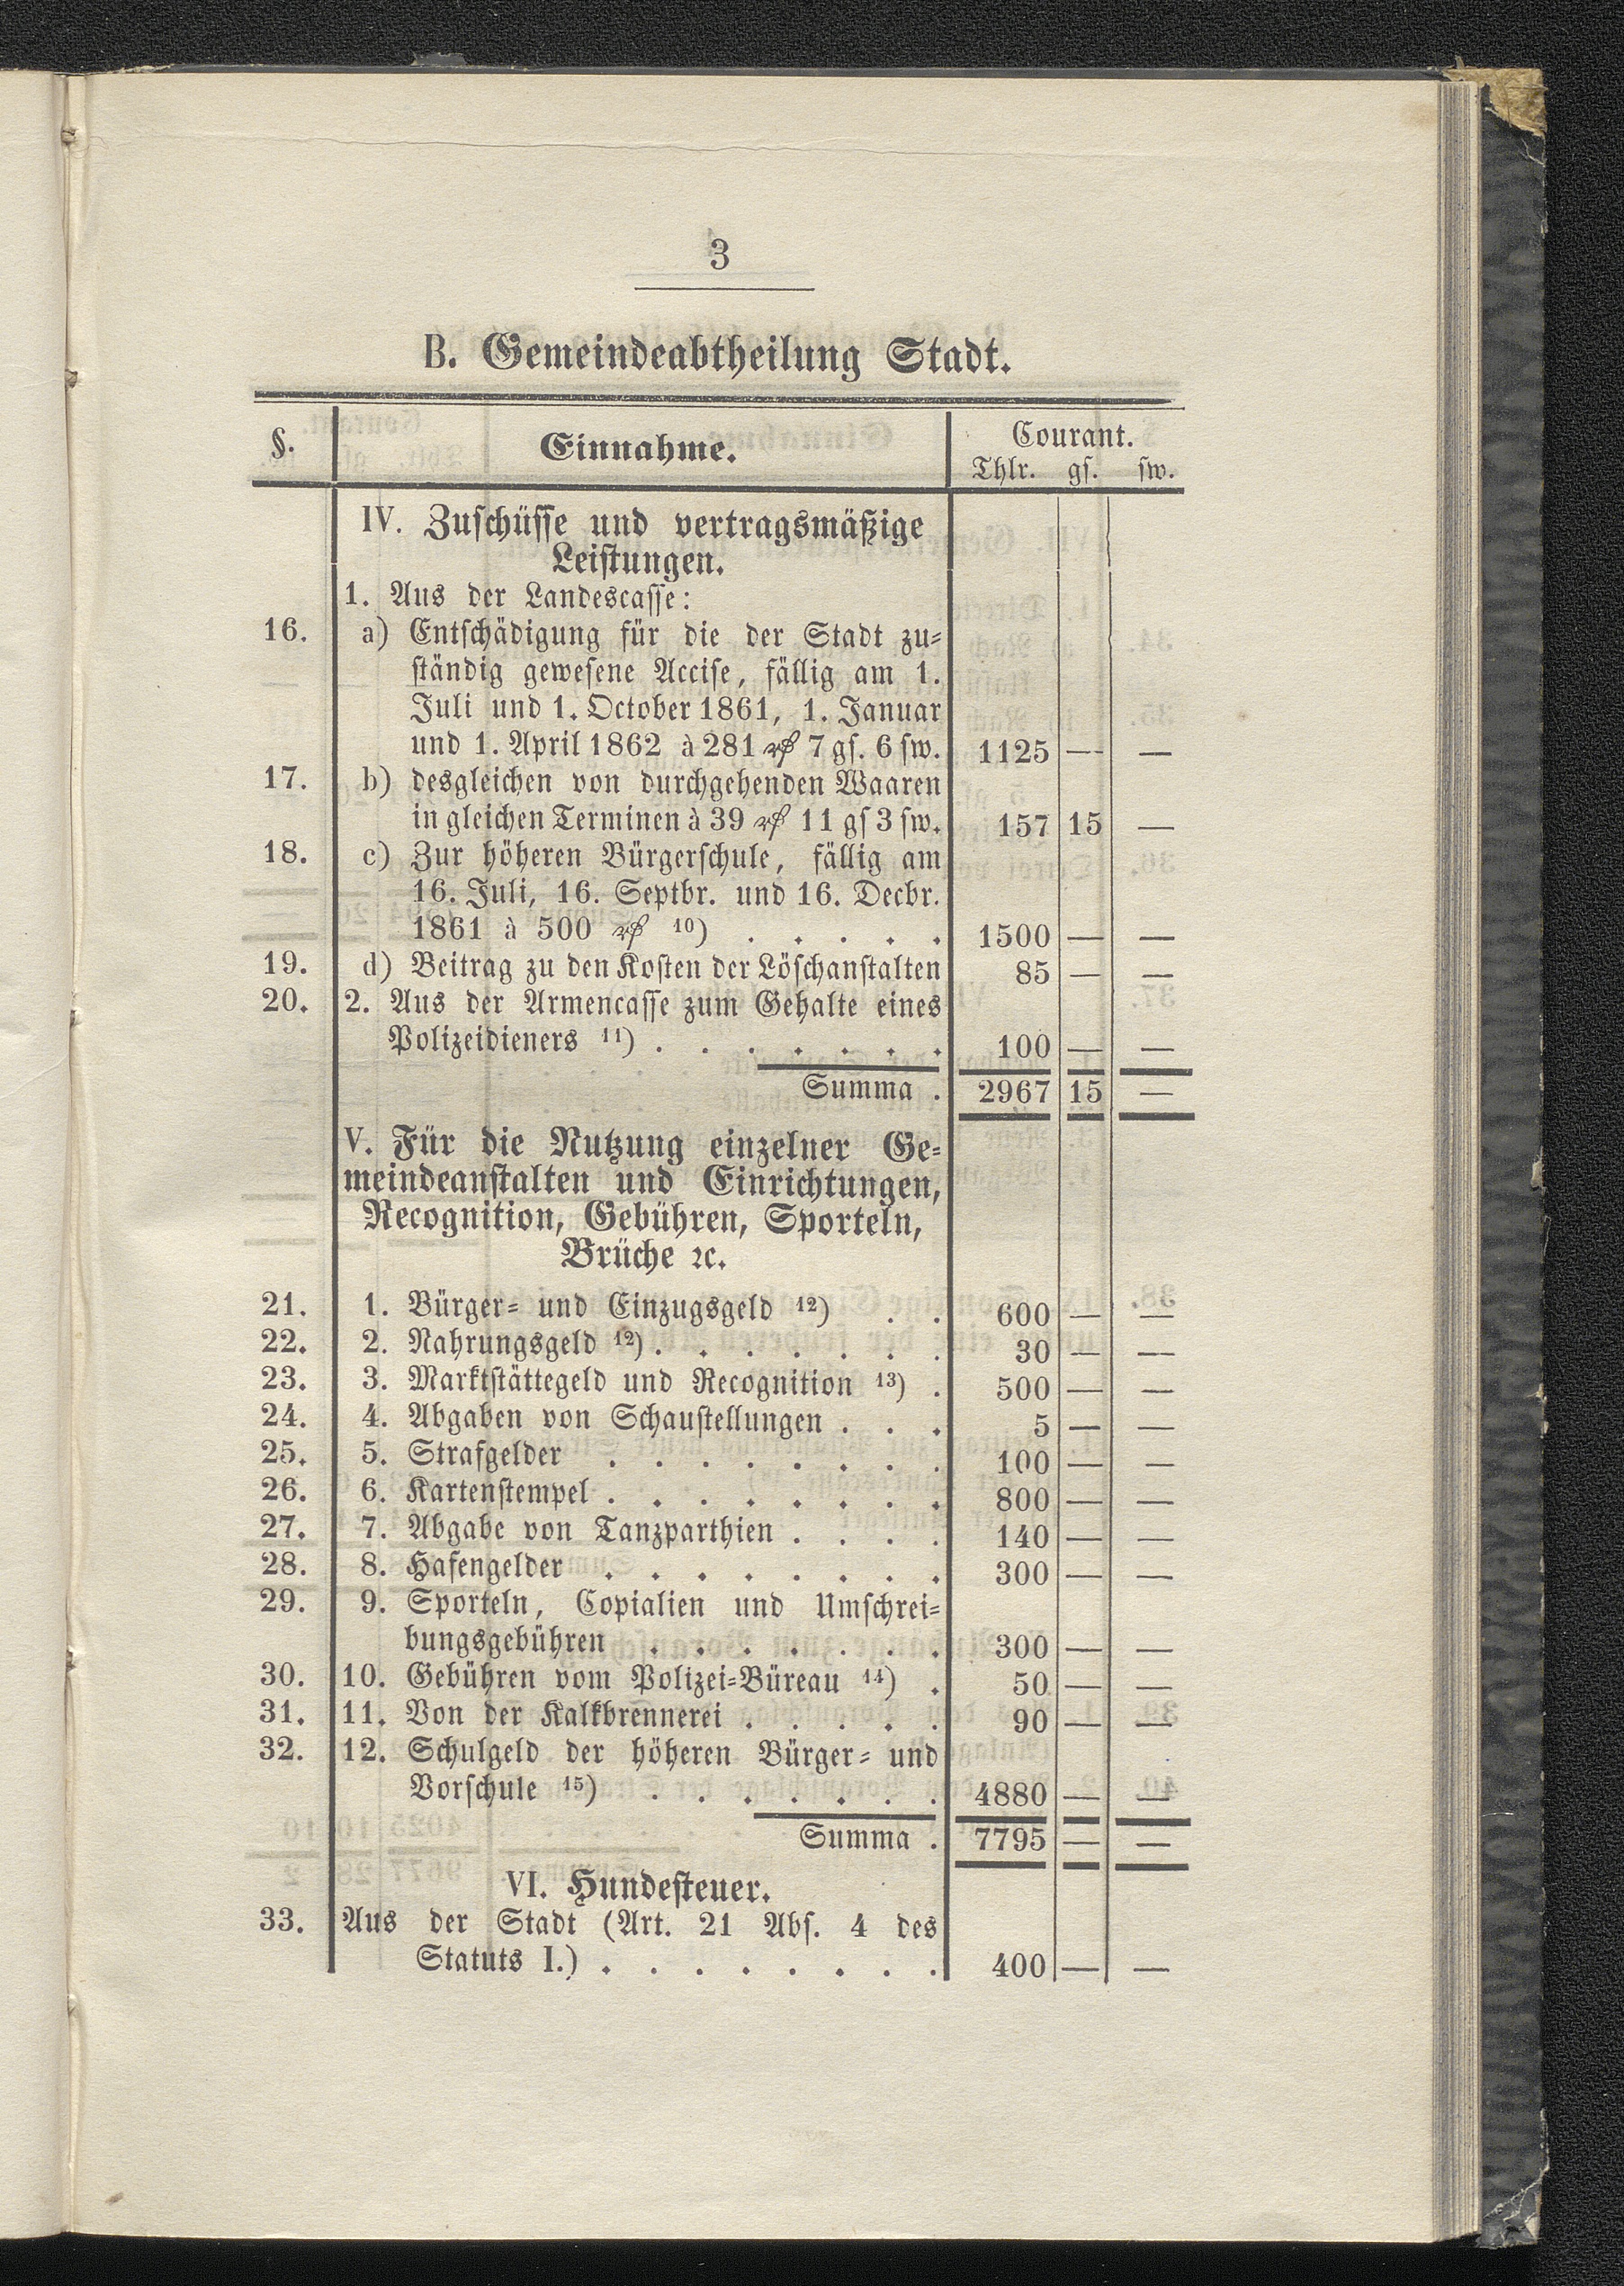 3
B. Gemeindeabtheilung Stadt.
§. Einnahme. Courant.
Thlr. gs. sw.
IV. Zuschüsse und vertragsmäßige
Leistungen.
1. Aus der Landescasse:
16. a) Entschädigung für die der Stadt zu-
ständig gewesene Accise, fällig am 1.
Juli und 1. October 1861, 1. Januar
und 1. April 1862 à 281 ₰ 7 gs. 6 sw. 1125 — —
17. b) desgleichen von durchgehenden Waaren
in gleichen Terminen à 39 ₰ 11 gs 3 sw. 157 15 —
18. c) Zur höheren Bürgerschule, fällig am
16. Juli, 16. Septbr. und 16. Decbr.
1861 à 500 ₰ 10) . . . . . 1500 — —
19. d) Beitrag zu den Kosten der Löschanstalten 85 — —
20. 2. Aus der Armencasse zum Gehalte eines
Polizeidieners 11) . . . . . . . 100 — —
Summa . 2967 15 —
V. Für die Nutzung einzelner Ge-
meindeanstalten und Einrichtungen,
Recognition, Gebühren, Sporteln,
Brüche ꝛc.
21. 1. Bürger- und Einzugsgeld 12) . . 600 — —
22. 2. Nahrungsgeld 12) . . . . . . . 30 — —
23. 3. Marktstättegeld und Recognition 13) . 500 — —
24. 4. Abgaben von Schaustellungen . . . 5 — —
25. 5. Strafgelder . . . . . . . . 100 — —
26. 6. Kartenstempel . . . . . . . . 800 — —
27. 7. Abgabe von Tanzparthien . . . . 140 — —
28. 8. Hafengelder . . . . . . . . 300 — —
29. 9. Sporteln, Copialien und Umschrei-
bungsgebühren . . . . . . . 300 — —
30. 10. Gebühren vom Polizei-Büreau 14) . 50 — —
31. 11. Von der Kalkbrennerei . . . . . 90 — —
32. 12. Schulgeld der höheren Bürger- und
Vorschule 15) . . . . . . . 4880 — —
Summa . 7795 — —
VI. Hundesteuer.
33. Aus der Stadt (Art. 21 Abs. 4 des
Statuts I.) . . . . . . . . 400 — —